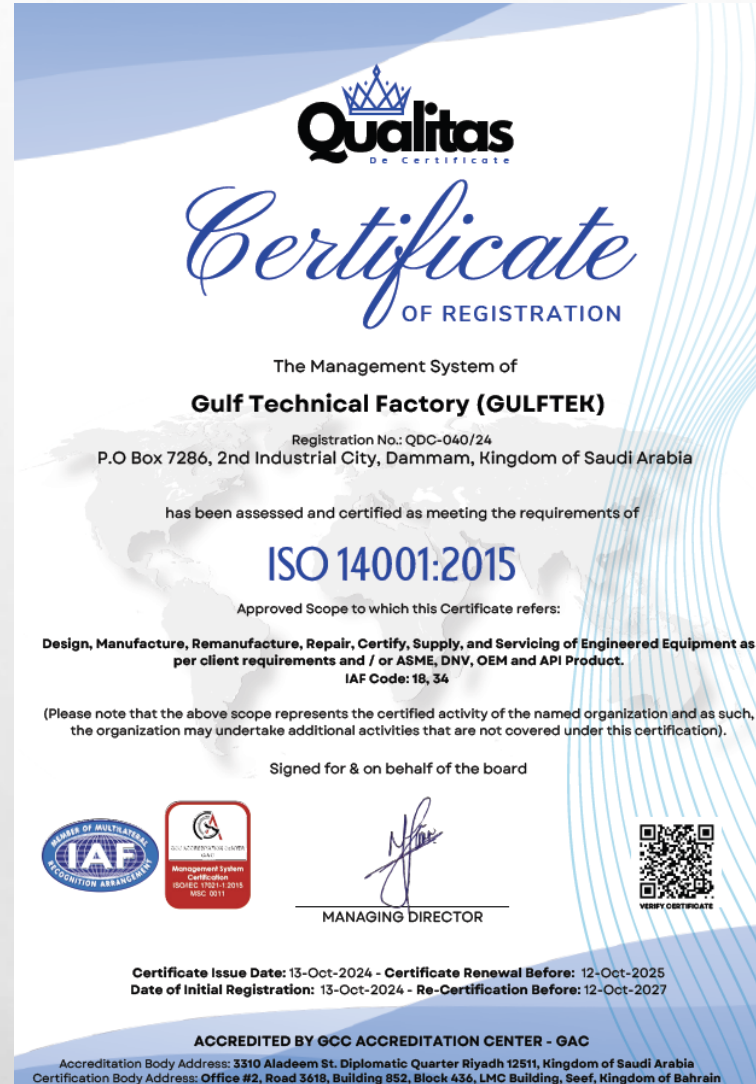 Qualitas
De Certificate
Certificate
OF REGISTRATION
The Management System of
Gulf Technical Factory (GULFTEK)
Registration No.: QDC-040/24
P.O Box 7286, 2nd Industrial City, Dammam, Kingdom of Saudi Arabia
has been assessed and certified as meeting the requirements of
ISO 14001:2015
Approved Scope to which this Certificate refers:
Design, Manufacture, Remanufacture, Repair, Certify, Supply, and Servicing of Engineered Equipment as
per client requirements and / or ASME, DNV, OEM and API Product.
IAF Code: 18, 34
(Please note that the above scope represents the certified activity of the named organization and as such,
the organization may undertake additional activities that are not covered under this certification).
Signed for & on behalf of the board
MEMBER OF MULTILATERAL
IAF
RECOGNITION ARRANGEMENT
GCC ACCREDITATION CENTER
GAC
Management System
Certification
ISO/IEC 17021-1:2015
MSC 0011
MANAGING DIRECTOR
VERIFY CERTIFICATE
Certificate Issue Date: 13-Oct-2024 - Certificate Renewal Before: 12-Oct-2025
Date of Initial Registration: 13-Oct-2024 - Re-Certification Before: 12-Oct-2027
ACCREDITED BY GCC ACCREDITATION CENTER - GAC
Accreditation Body Address: 3310 Aladeem St. Diplomatic Quarter Riyadh 12511, Kingdom of Saudi Arabia
Certification Body Address: Office #2, Road 3618, Building 852, Block 436, LMC Building, Seef, Kingdom of Bahrain